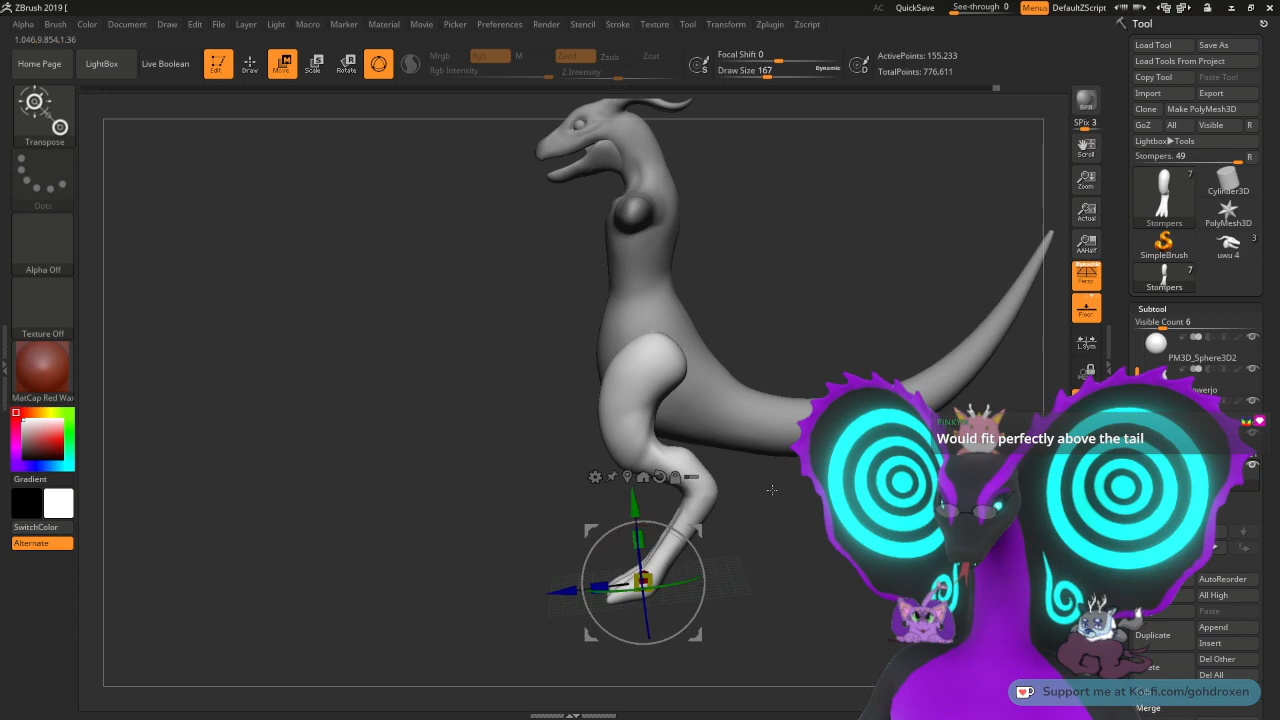 ZBrush 2019 [
AC QuickSave See-through 0 Menus DefaultZScript
Alpha Brush Color Document Draw Edit File Image Layer Light Macro Marker Material Movie Picker Preferences Render Stencil Stroke Texture Tool Transform Zplugin Zscript
Tool
1.046,9.854,1.36
Home Page LightBox Live Boolean
Edit Draw Move Scale Rotate
Mrgb Rgb M Zadd Zsub Zcut
Rgb Intensity Z Intensity
Focal Shift 0
Draw Size 167 Dynamic
S D
ActivePoints: 155,233
TotalPoints: 776,611
Load Tool Save As
Load Tools From Project
Copy Tool Paste Tool
Import Export
Clone Make PolyMesh3D
GoZ All Visible R
Lightbox▶Tools
Stompers. 49 R
7
Cylinder3D
Stompers PolyMesh3D
3
SimpleBrush uwu 4
7
Stompers
Subtool
Visible Count 6
PM3D_Sphere3D2
owerjo
Transpose
Dots
Alpha Off
Texture Off
MatCap Red Wax
Gradient
SwitchColor
Alternate
BPR
SPix 3
Scroll
Zoom
Actual
AAHalf
Dynamic
Persp
Floor
L.Sym
PINKY
Would fit perfectly above the tail
AutoReorder
All High
Paste
Append
Duplicate Insert
Del Other
Del All
Merge
Support me at Ko-fi.com/gohdroxen